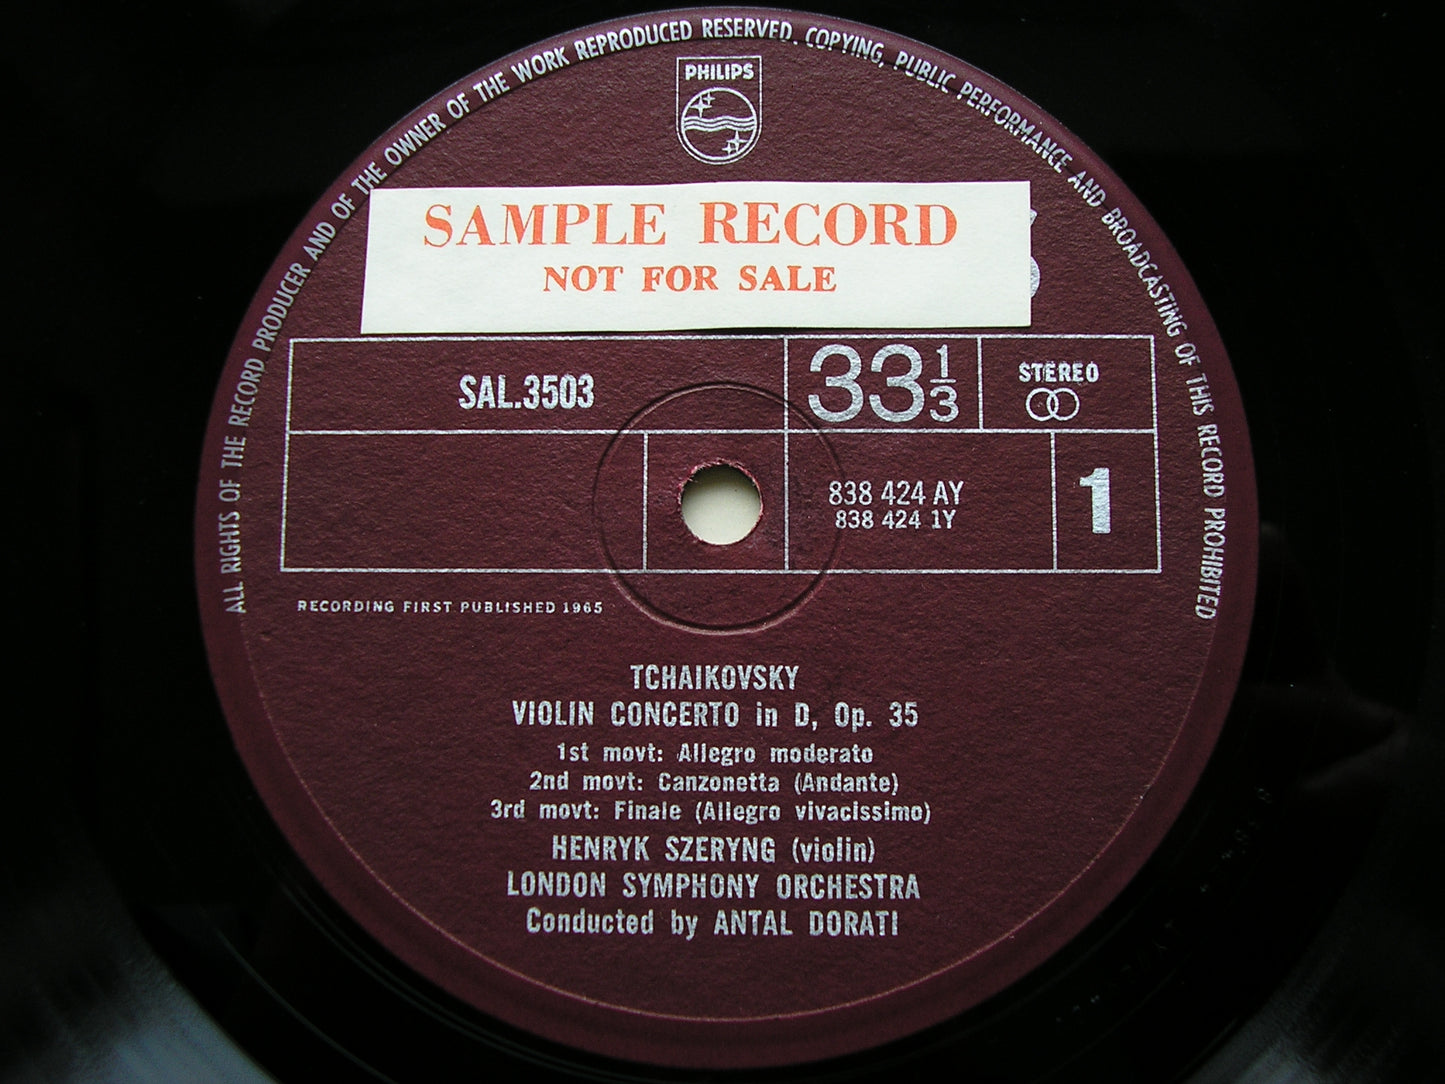 ALL RIGHTS OF THE RECORD PRODUCER AND OF THE OWNER OF THE WORK REPRODUCED RESERVED. COPYING, PUBLIC PERFORMANCE AND BROADCASTING OF THIS RECORD PROHIBITED
PHILIPS
SAMPLE RECORD
NOT FOR SALE
SAL.3503
33 1/3
STEREO
838 424 AY
838 424 1Y
1
RECORDING FIRST PUBLISHED 1965
TCHAIKOVSKY
VIOLIN CONCERTO in D, Op. 35
1st movt: Allegro moderato
2nd movt: Canzonetta (Andante)
3rd movt: Finale (Allegro vivacissimo)
HENRYK SZERYNG (violin)
LONDON SYMPHONY ORCHESTRA
Conducted by ANTAL DORATI